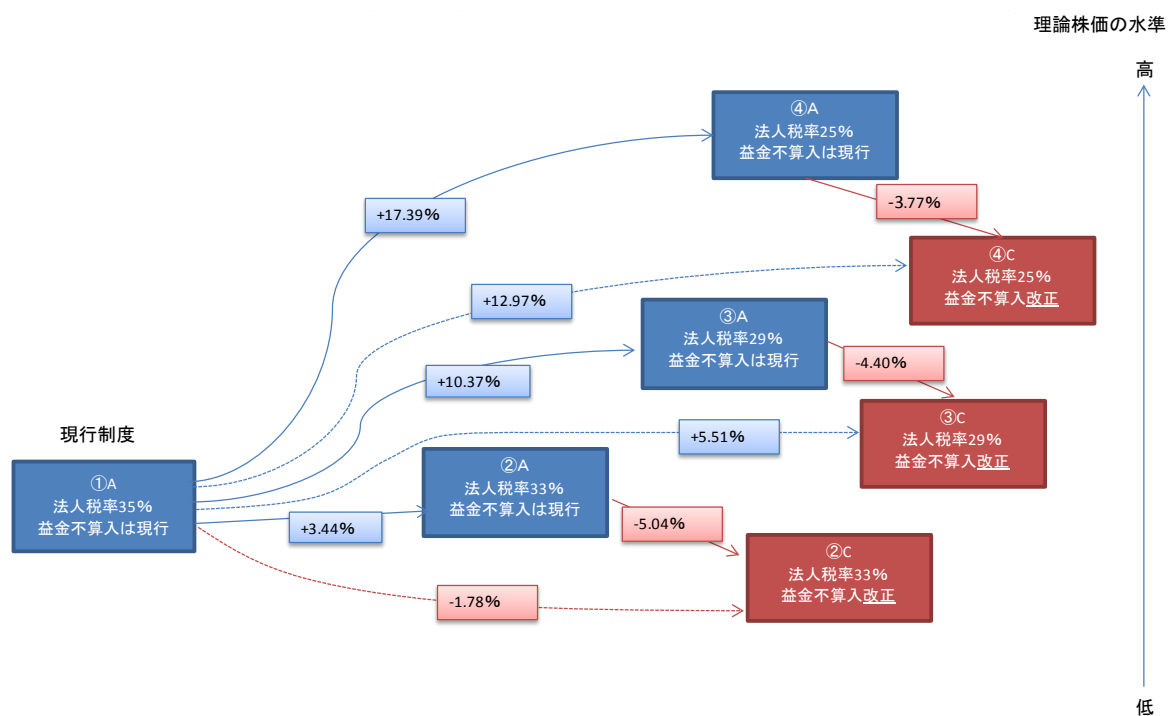 理論株価の水準
高
④A
法人税率25%
益金不算入は現行
-3.77%
+17.39%
④C
法人税率25%
益金不算入改正
+12.97%
③A
法人税率29%
益金不算入は現行
-4.40%
+10.37%
③C
法人税率29%
益金不算入改正
+5.51%
現行制度
①A
法人税率35%
益金不算入は現行
②A
法人税率33%
益金不算入は現行
+3.44%
-5.04%
②C
法人税率33%
益金不算入改正
-1.78%
低